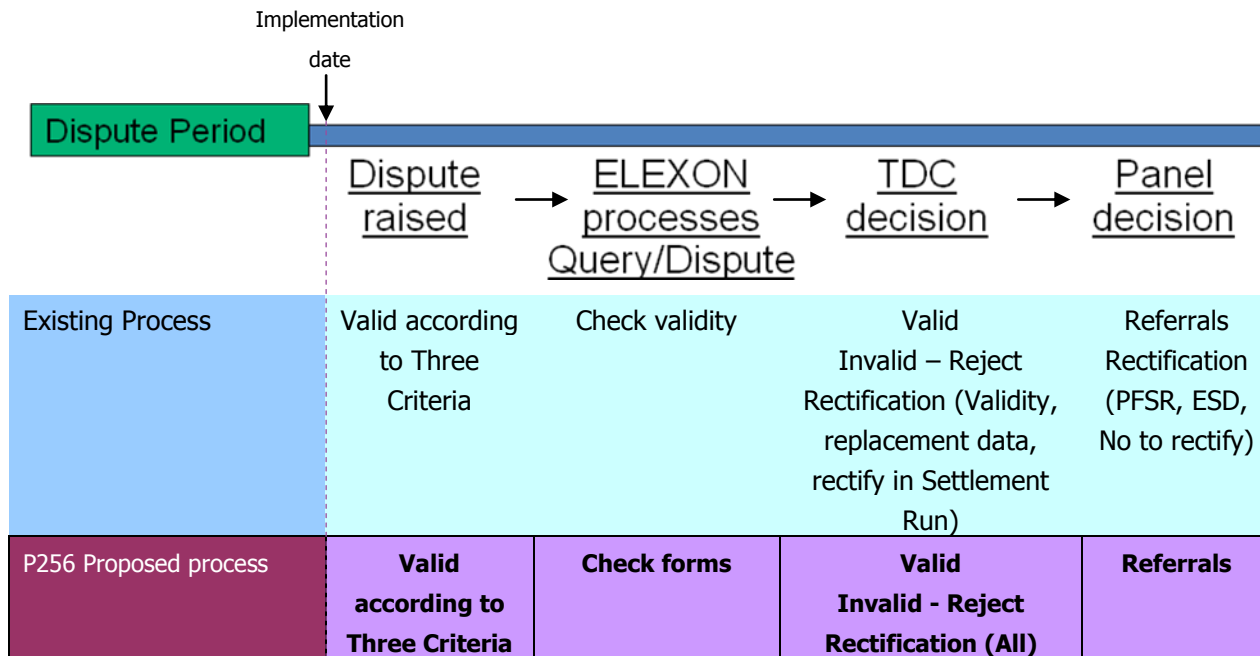 Implementation
date
Dispute Period
Dispute
raised
ELEXON
processes
Query/Dispute
TDC
decision
Panel
decision
Existing Process
Valid according
to Three
Criteria
Check validity
Valid
Invalid – Reject
Rectification (Validity,
replacement data,
rectify in Settlement
Run)
Referrals
Rectification
(PFSR, ESD,
No to rectify)
P256 Proposed process
Valid
according to
Three Criteria
Check forms
Valid
Invalid - Reject
Rectification (All)
Referrals